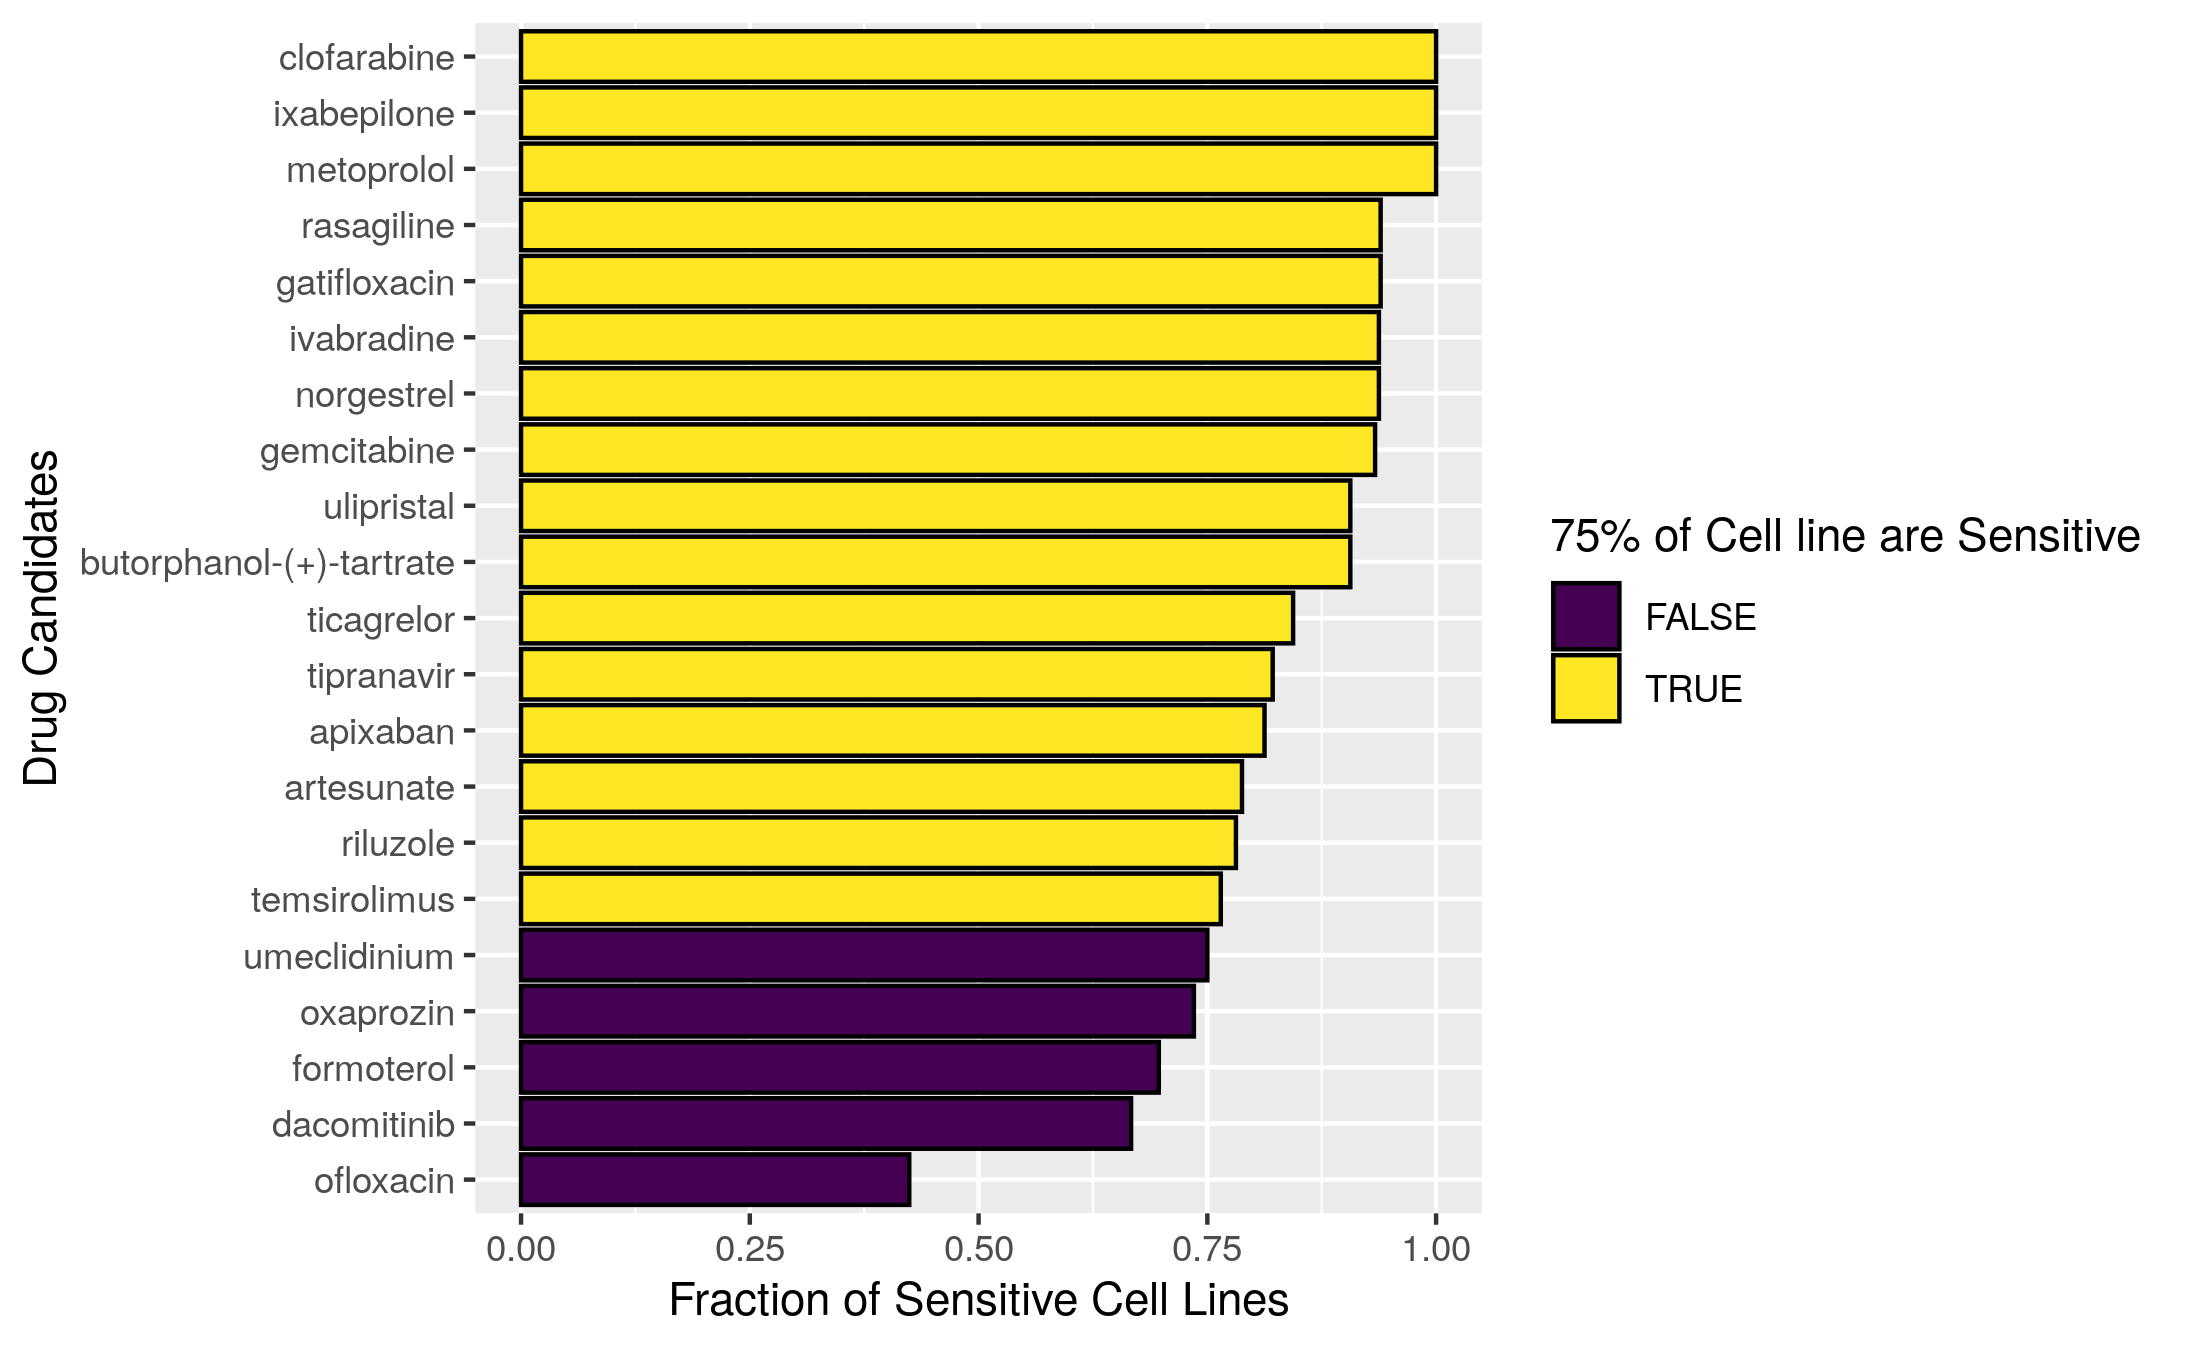 clofarabine
ixabepilone
metoprolol
rasagiline
gatifloxacin
ivabradine
norgestrel
gemcitabine
ulipristal
butorphanol-(+)-tartrate
ticagrelor
tipranavir
apixaban
artesunate
riluzole
temsirolimus
umeclidinium
oxaprozin
formoterol
dacomitinib
ofloxacin
Drug Candidates
0.00 0.25 0.50 0.75 1.00
Fraction of Sensitive Cell Lines
75% of Cell line are Sensitive
FALSE
TRUE